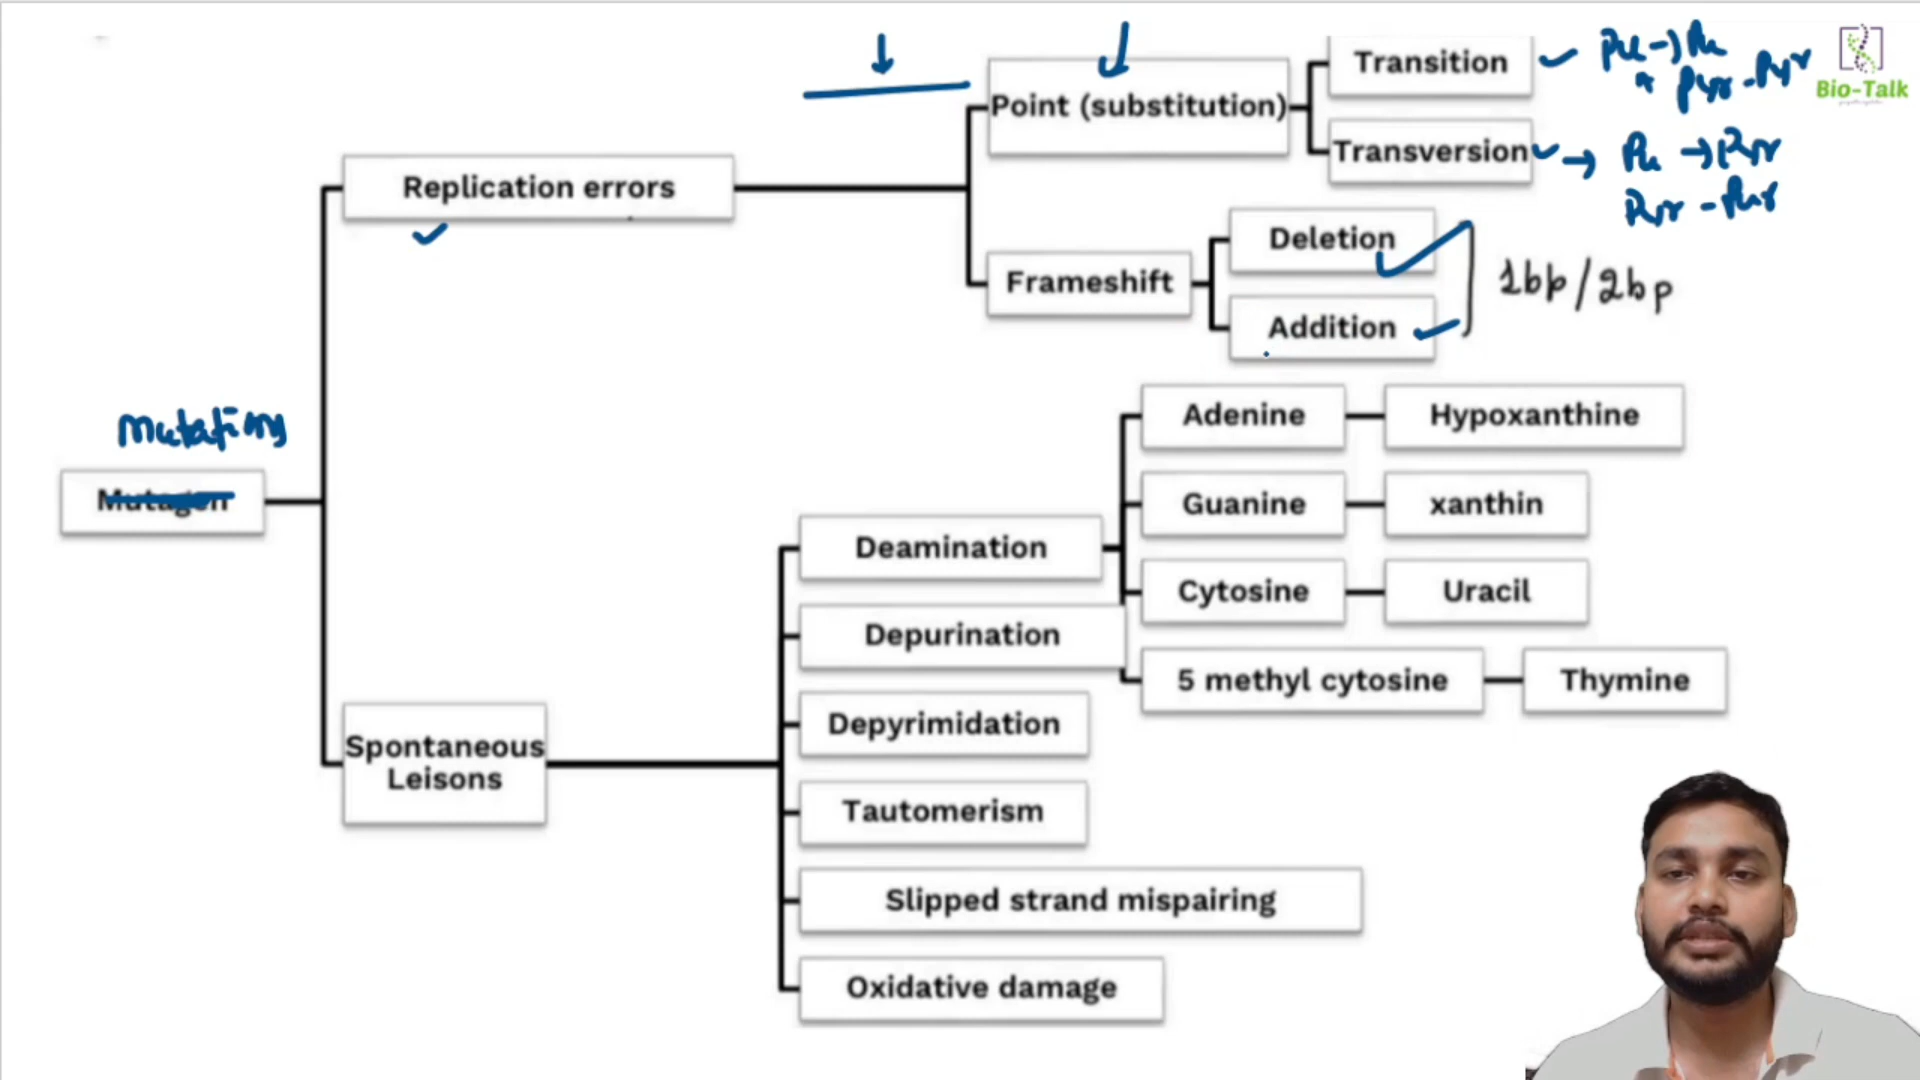 Transition
Pu → Pu
Pyr - Pyr
Bio-Talk
Point (substitution)
Transversion
→ Pu → Pyr
Pyr - Pur
Replication errors
Deletion
Frameshift
1bp/2bp
Addition
Mutations
Mutagen
Adenine
Hypoxanthine
Guanine
xanthin
Deamination
Cytosine
Uracil
Depurination
5 methyl cytosine
Thymine
Depyrimidation
Spontaneous
Leisons
Tautomerism
Slipped strand mispairing
Oxidative damage